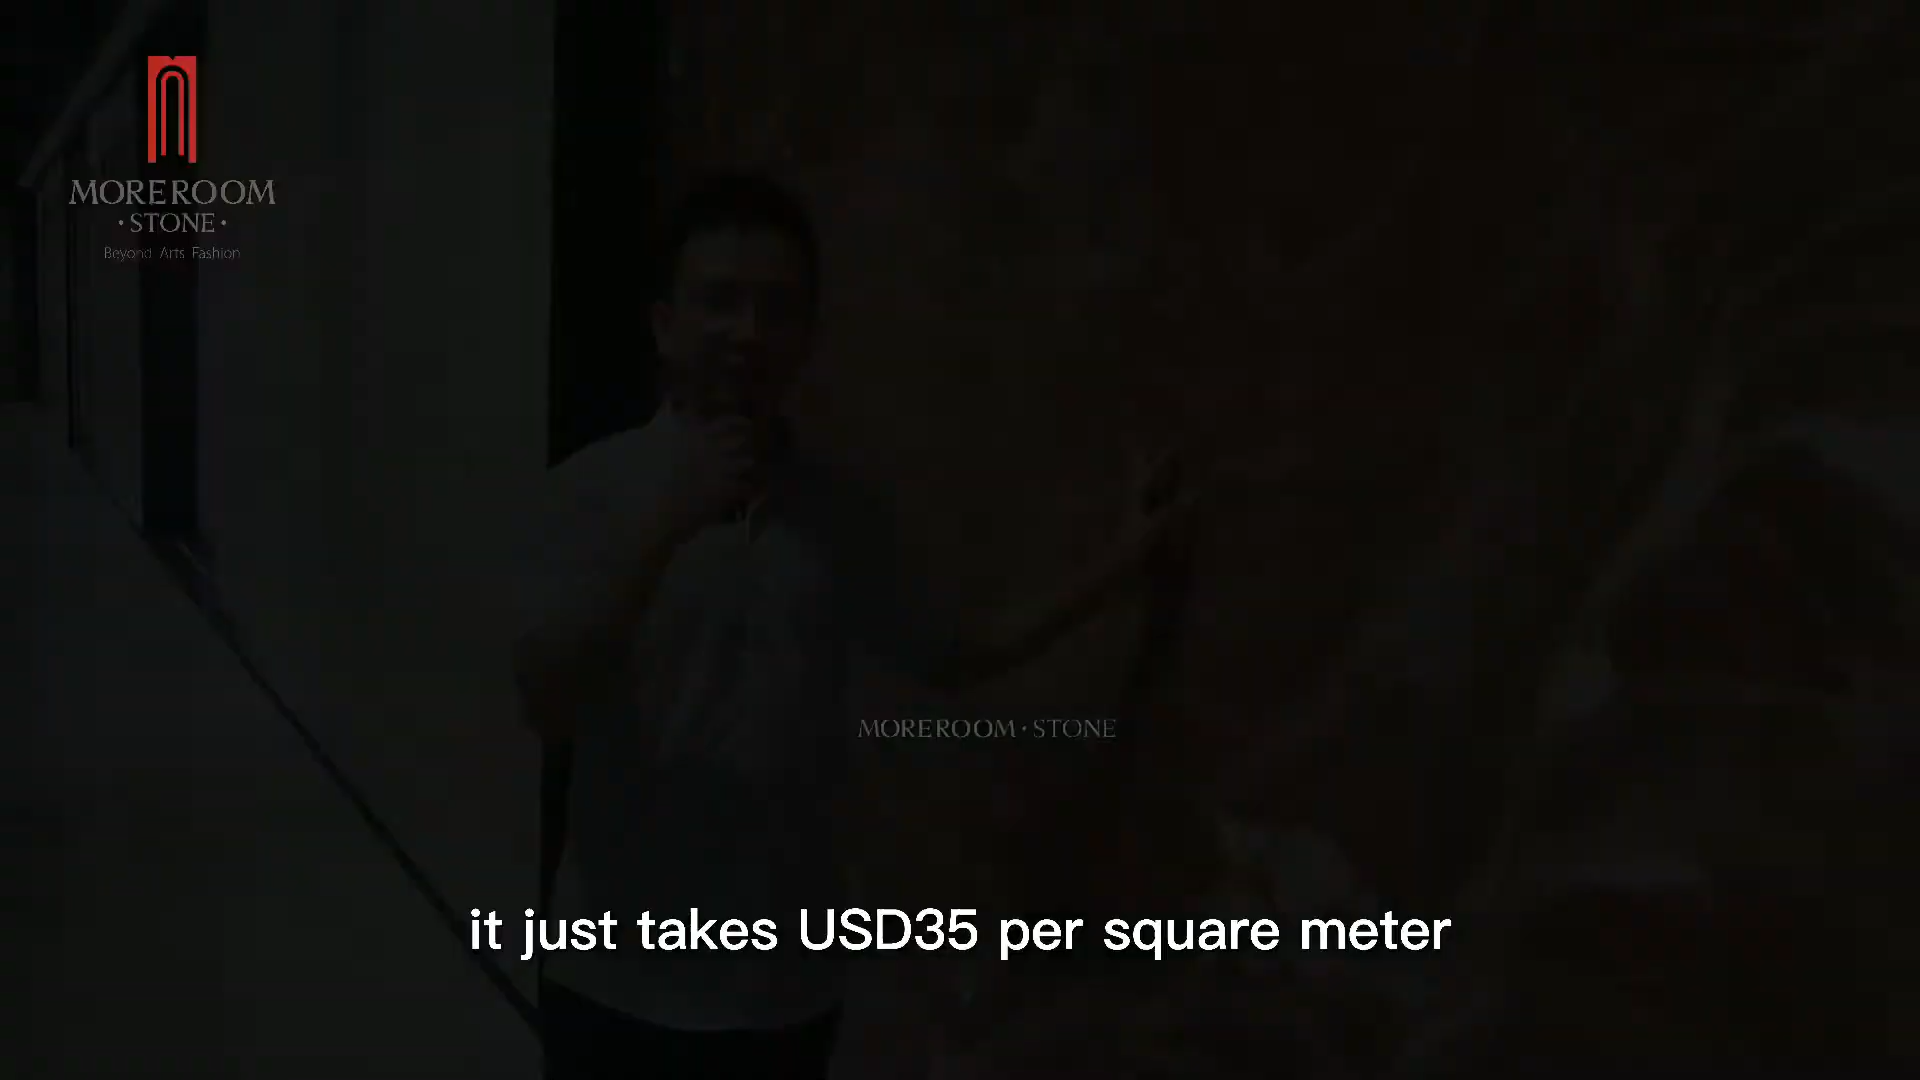 MOREROOM
·STONE·
Beyond Arts Fashion
MOREROOM·STONE
it just takes USD35 per square meter